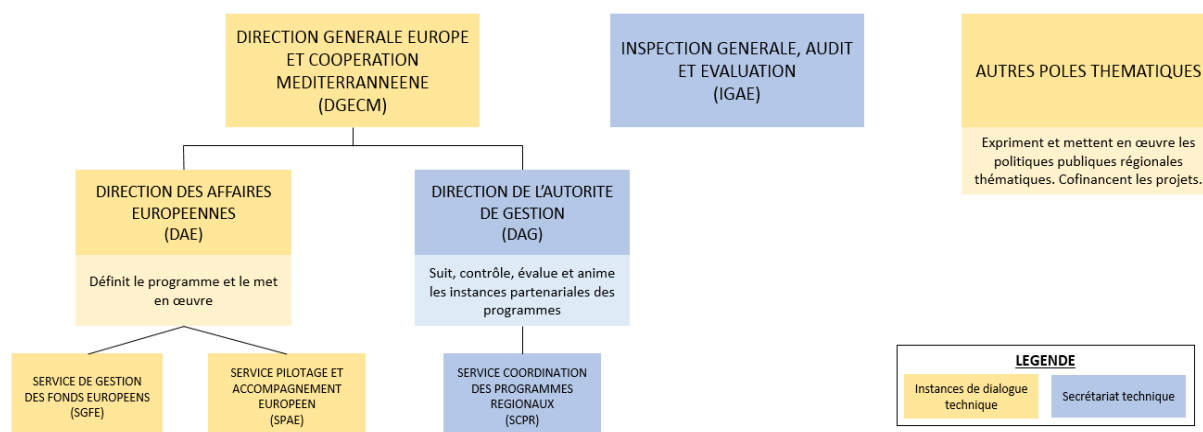 DIRECTION GENERALE EUROPE
ET COOPERATION
MEDITERRANNEENE
(DGECM)
INSPECTION GENERALE, AUDIT
ET EVALUATION
(IGAE)
AUTRES POLES THEMATIQUES
Expriment et mettent en œuvre les
politiques publiques régionales
thématiques. Cofinancent les projets.
DIRECTION DES AFFAIRES
EUROPEENNES
(DAE)
Définit le programme et le met
en œuvre
DIRECTION DE L’AUTORITE
DE GESTION
(DAG)
Suit, contrôle, évalue et anime
les instances partenariales des
programmes
SERVICE DE GESTION
DES FONDS EUROPEENS
(SGFE)
SERVICE PILOTAGE ET
ACCOMPAGNEMENT
EUROPEEN
(SPAE)
SERVICE COORDINATION
DES PROGRAMMES
REGIONAUX
(SCPR)
LEGENDE
Instances de dialogue
technique
Secrétariat technique